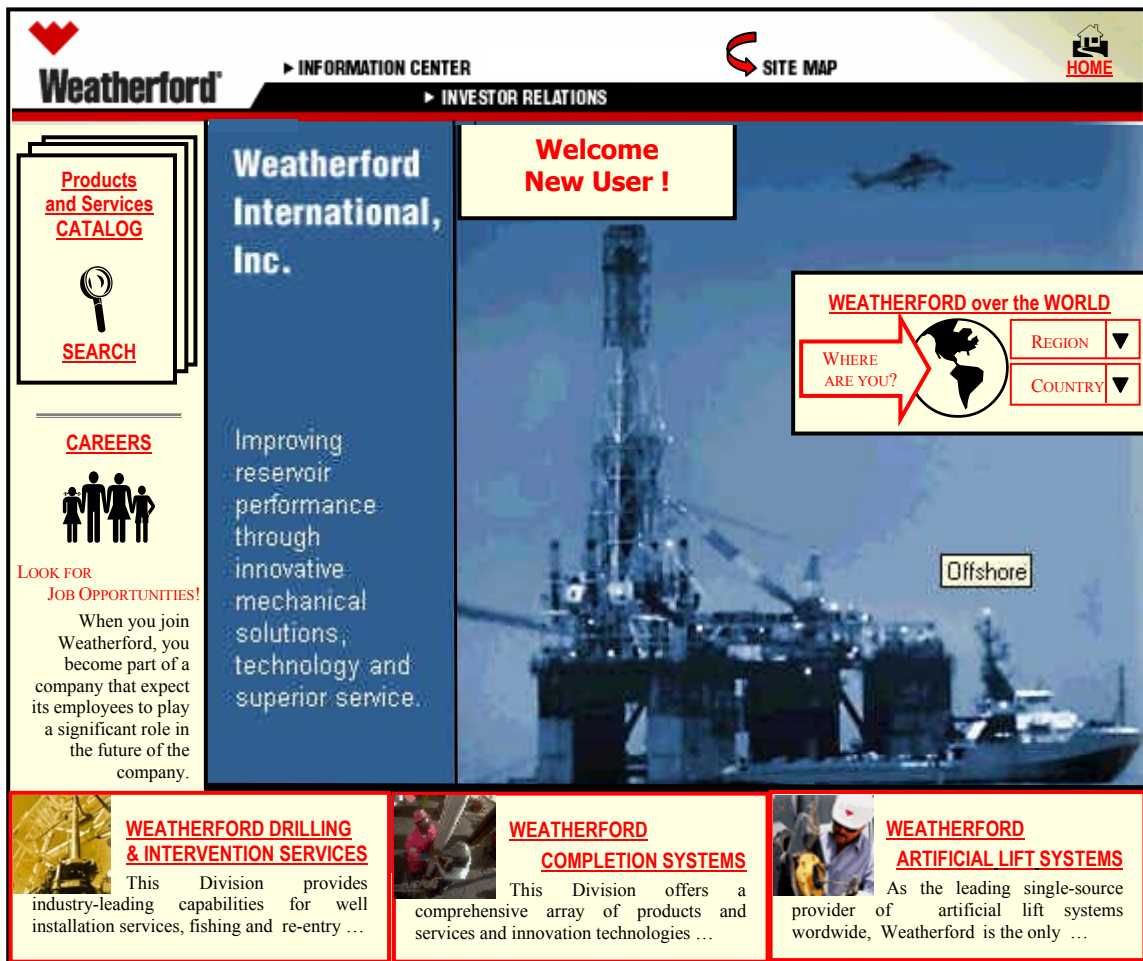 Weatherford®
► INFORMATION CENTER
SITE MAP
HOME
► INVESTOR RELATIONS
Products
and Services
CATALOG
SEARCH
CAREERS
LOOK FOR
JOB OPPORTUNITIES!
When you join
Weatherford, you
become part of a
company that expect
its employees to play
a significant role in
the future of the
company.
Weatherford
International,
Inc.
Improving
reservoir
performance
through
innovative
mechanical
solutions,
technology and
superior service.
Welcome
New User !
WEATHERFORD over the WORLD
WHERE
ARE YOU?
REGION
COUNTRY
Offshore
WEATHERFORD DRILLING
& INTERVENTION SERVICES
This Division provides
industry-leading capabilities for well
installation services, fishing and re-entry …
WEATHERFORD
COMPLETION SYSTEMS
This Division offers a
comprehensive array of products and
services and innovation technologies …
WEATHERFORD
ARTIFICIAL LIFT SYSTEMS
As the leading single-source
provider of artificial lift systems
wordwide, Weatherford is the only …